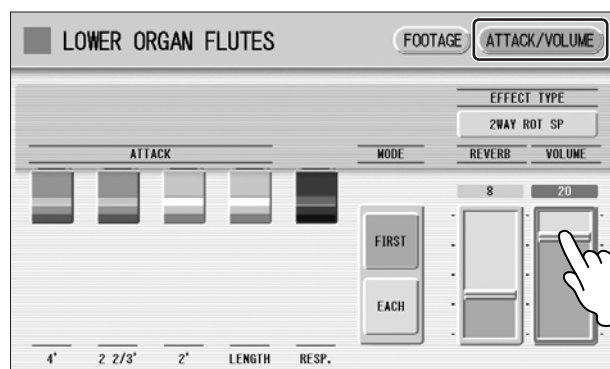 LOWER ORGAN FLUTES FOOTAGE ATTACK/VOLUME
EFFECT TYPE
2WAY ROT SP
ATTACK MODE REVERB VOLUME
8 20
FIRST
EACH
4' 2 2/3' 2' LENGTH RESP.